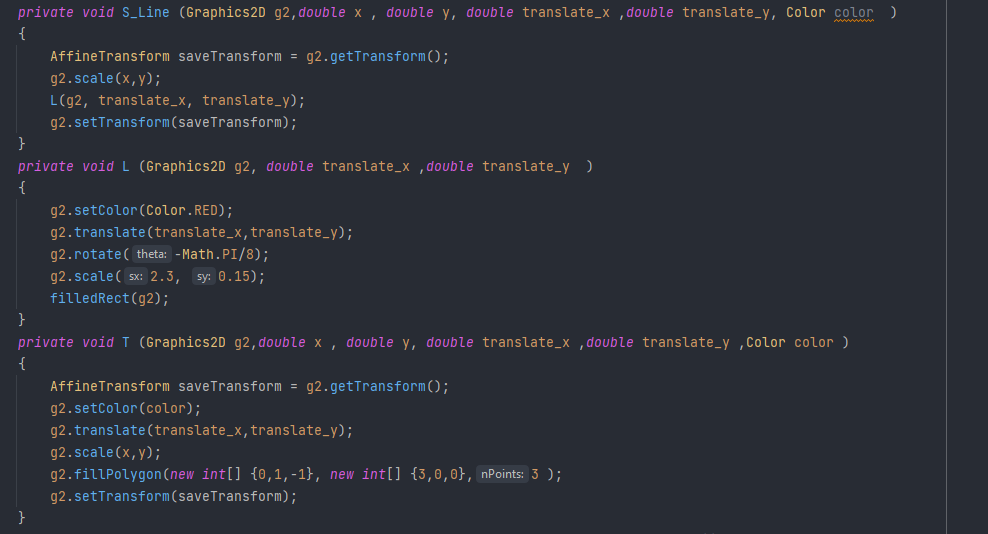 private void S_Line (Graphics2D g2,double x , double y, double translate_x ,double translate_y, Color color  )
{
    AffineTransform saveTransform = g2.getTransform();
    g2.scale(x,y);
    L(g2, translate_x, translate_y);
    g2.setTransform(saveTransform);
}
private void L (Graphics2D g2, double translate_x ,double translate_y  )
{
    g2.setColor(Color.RED);
    g2.translate(translate_x,translate_y);
    g2.rotate( theta: -Math.PI/8);
    g2.scale( sx: 2.3, sy: 0.15);
    filledRect(g2);
}
private void T (Graphics2D g2,double x , double y, double translate_x ,double translate_y ,Color color )
{
    AffineTransform saveTransform = g2.getTransform();
    g2.setColor(color);
    g2.translate(translate_x,translate_y);
    g2.scale(x,y);
    g2.fillPolygon(new int[] {0,1,-1}, new int[] {3,0,0}, nPoints: 3 );
    g2.setTransform(saveTransform);
}